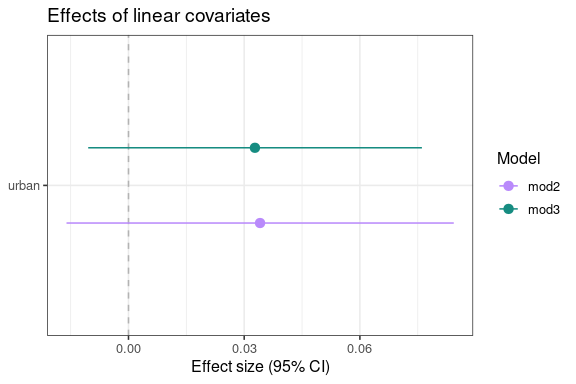 Effects of linear covariates
urban
0.00 0.03 0.06
Effect size (95% CI)
Model
mod2
mod3